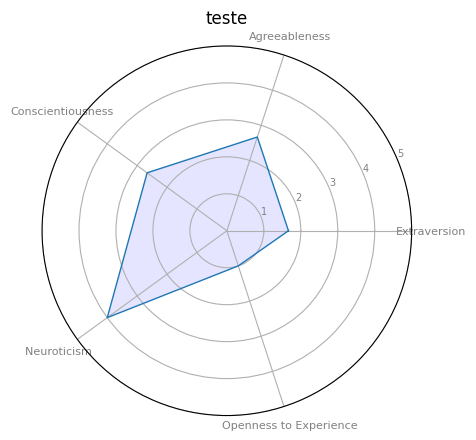 teste
Agreeableness
Conscientiousness
5
4
3
2
1
Extraversion
Neuroticism
Openness to Experience